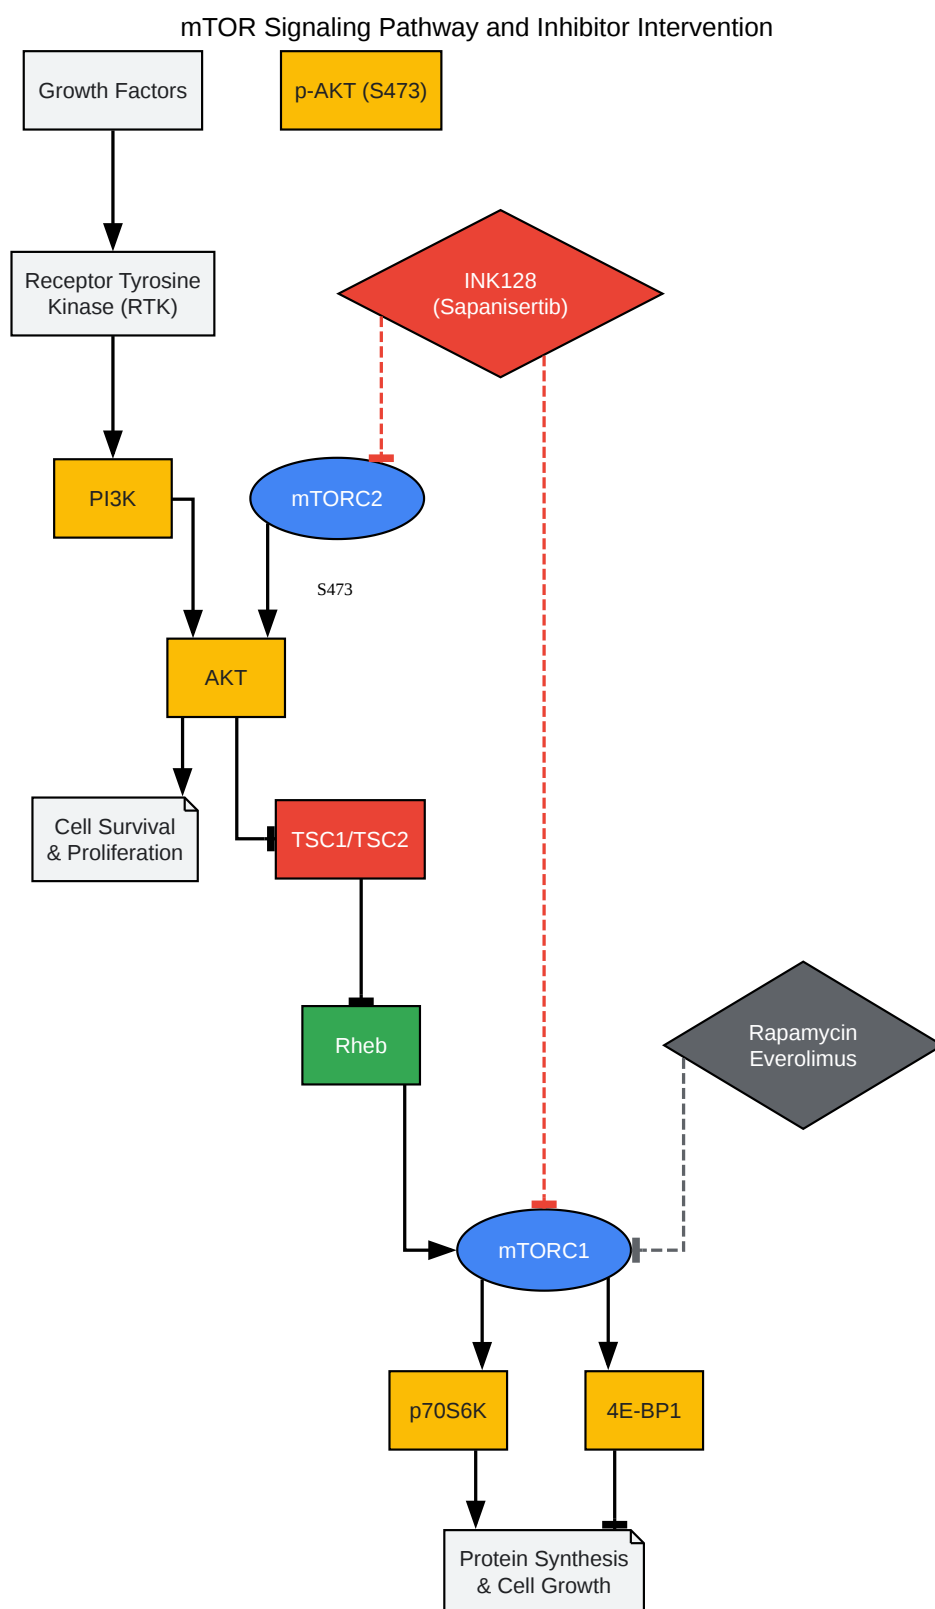 mTOR Signaling Pathway and Inhibitor Intervention
Growth Factors
p-AKT (S473)
Receptor Tyrosine
Kinase (RTK)
INK128
(Sapanisertib)
PI3K
mTORC2
S473
AKT
Cell Survival
& Proliferation
TSC1/TSC2
Rheb
Rapamycin
Everolimus
mTORC1
p70S6K
4E-BP1
Protein Synthesis
& Cell Growth